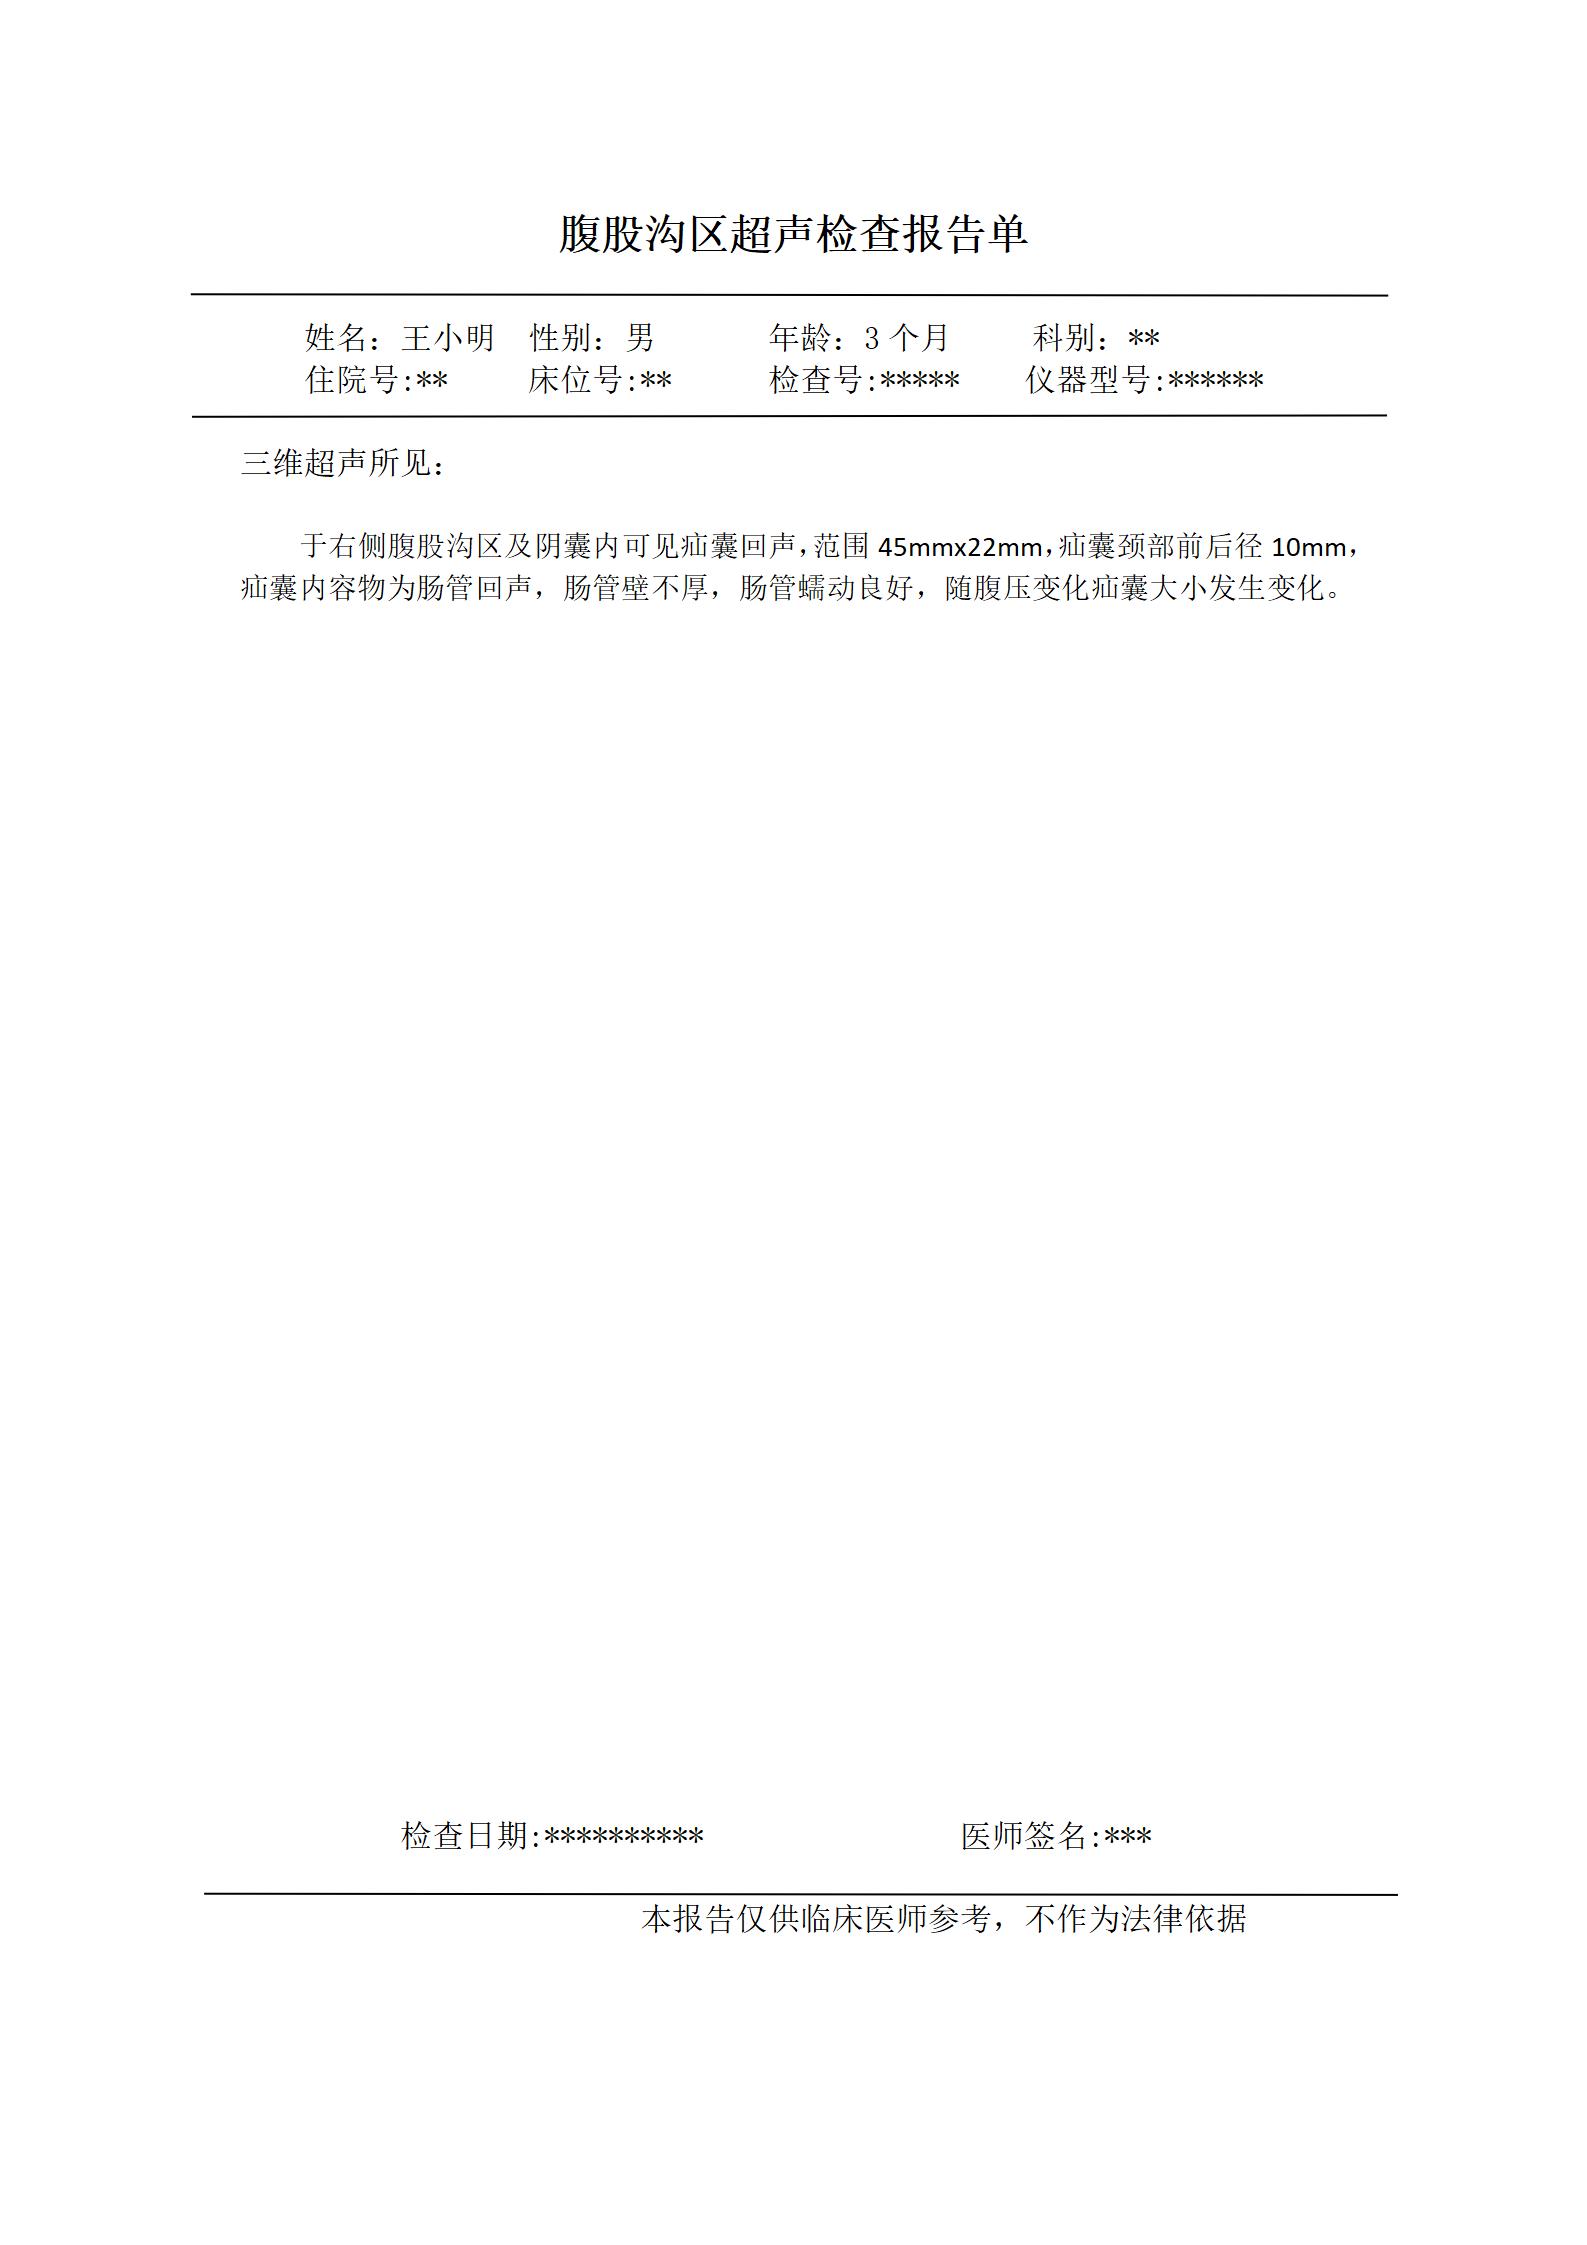 腹股沟区超声检查报告单
姓名：王小明 性别：男 年龄：3 个月 科别：**
住院号:** 床位号:** 检查号:***** 仪器型号:******
三维超声所见：
于右侧腹股沟区及阴囊内可见疝囊回声，范围 45mmx22mm，疝囊颈部前后径 10mm，
疝囊内容物为肠管回声，肠管壁不厚，肠管蠕动良好，随腹压变化疝囊大小发生变化。
检查日期:********** 医师签名:***
本报告仅供临床医师参考，不作为法律依据